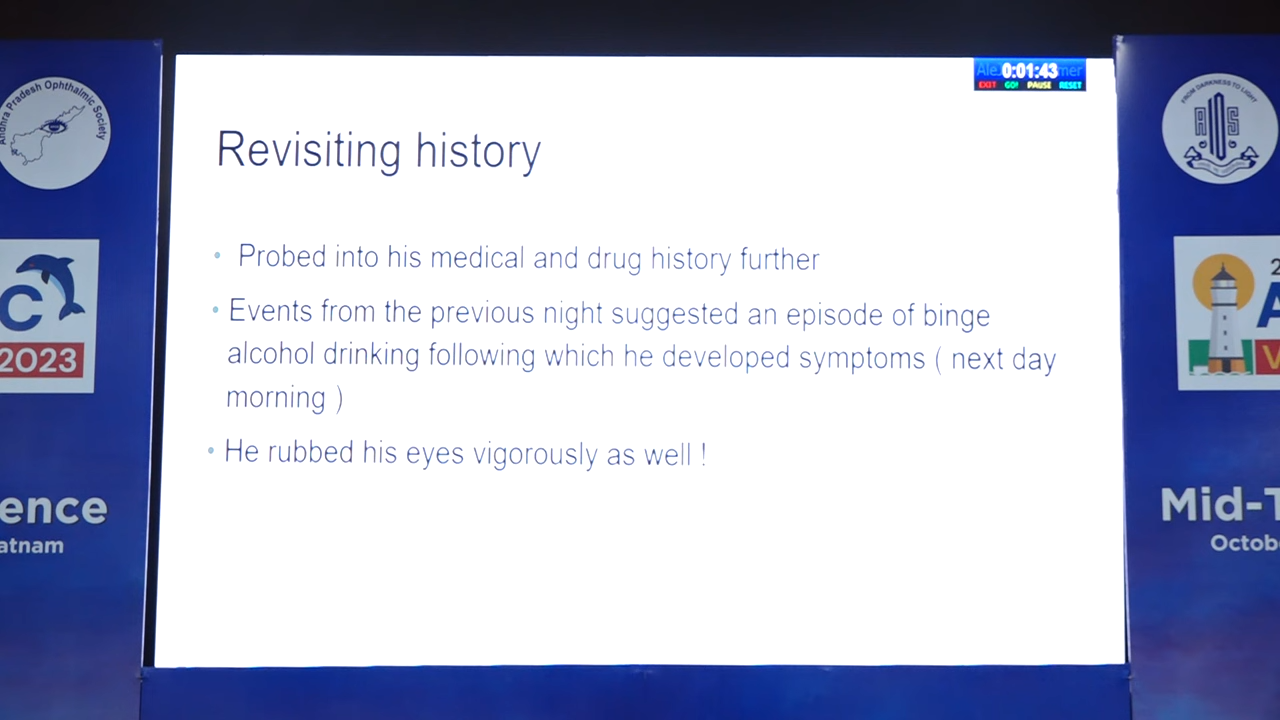 Andhra Pradesh Ophthalmic Society
C
2023
ence
atnam
0:01:43
EXIT GO! PAUSE RESET
Revisiting history
• Probed into his medical and drug history further
• Events from the previous night suggested an episode of binge
alcohol drinking following which he developed symptoms ( next day
morning )
• He rubbed his eyes vigorously as well !
FROM DARKNESS TO LIGHT
AIOS
2
A
V
Mid-T
Octob